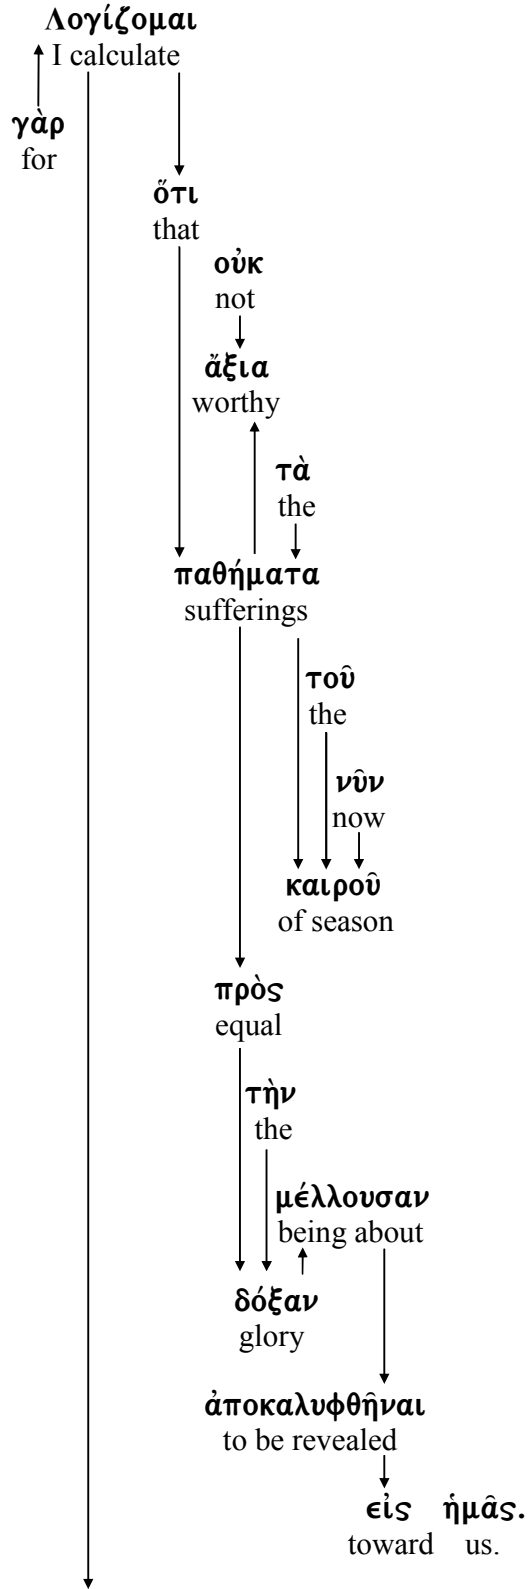 Λογίζομαι
I calculate
γὰρ
for
ὅτι
that
οὐκ
not
ἄξια
worthy
τὰ
the
παθήματα
sufferings
τοῦ
the
νῦν
now
καιροῦ
of season
πρὸς
equal
τὴν
the
μέλλουσαν
being about
δόξαν
glory
ἀποκαλυφθῆναι
to be revealed
εἰς ἡμᾶς.
toward us.